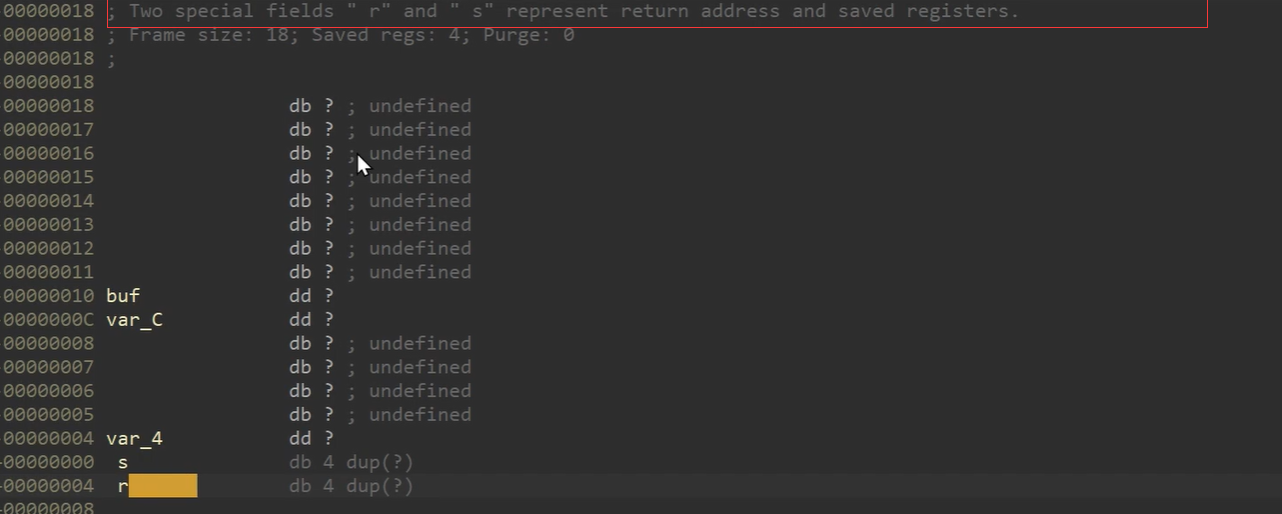 00000018 ; Two special fields " r" and " s" represent return address and saved registers.
00000018 ; Frame size: 18; Saved regs: 4; Purge: 0
00000018 ;
00000018
00000018 db ? ; undefined
00000017 db ? ; undefined
00000016 db ? ; undefined
00000015 db ? ; undefined
00000014 db ? ; undefined
00000013 db ? ; undefined
00000012 db ? ; undefined
00000011 db ? ; undefined
00000010 buf dd ?
0000000C var_C dd ?
00000008 db ? ; undefined
00000007 db ? ; undefined
00000006 db ? ; undefined
00000005 db ? ; undefined
00000004 var_4 dd ?
00000000 s db 4 dup(?)
00000004 r db 4 dup(?)
00000008